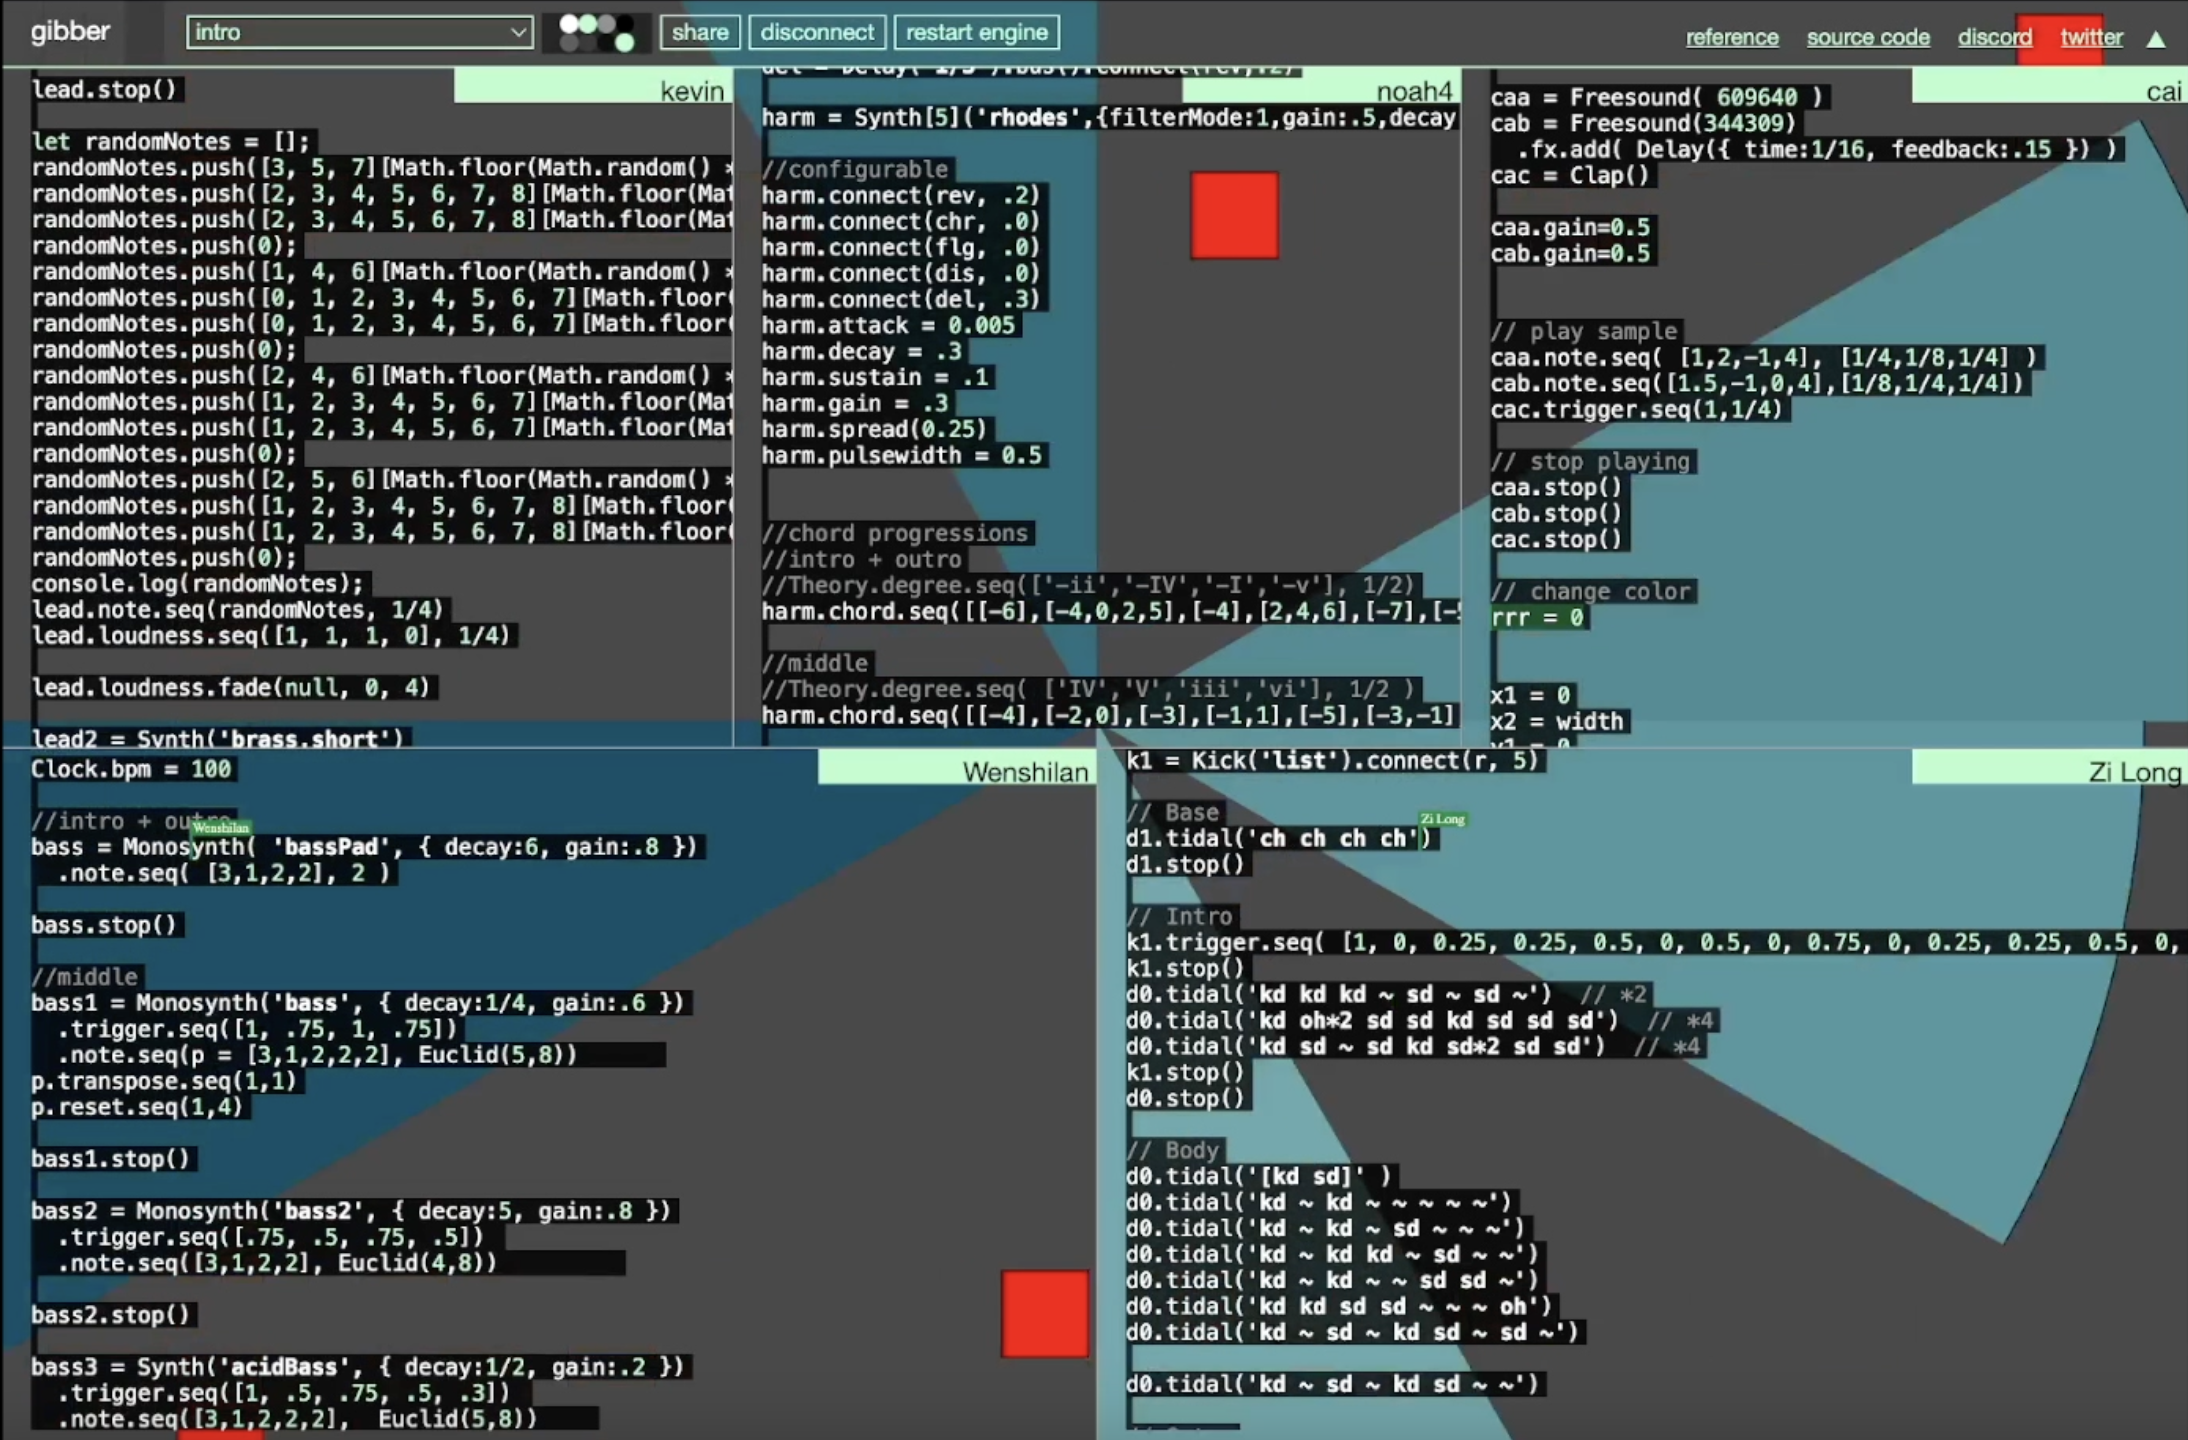 gibber
intro
share
disconnect
restart engine
reference
source code
discord
twitter
kevin
lead.stop()
let randomNotes = [];
randomNotes.push([3, 5, 7][Math.floor(Math.random() *
randomNotes.push([2, 3, 4, 5, 6, 7, 8][Math.floor(Mat
randomNotes.push([2, 3, 4, 5, 6, 7, 8][Math.floor(Mat
randomNotes.push(0);
randomNotes.push([1, 4, 6][Math.floor(Math.random() *
randomNotes.push([0, 1, 2, 3, 4, 5, 6, 7][Math.floor(
randomNotes.push([0, 1, 2, 3, 4, 5, 6, 7][Math.floor(
randomNotes.push(0);
randomNotes.push([2, 4, 6][Math.floor(Math.random() *
randomNotes.push([1, 2, 3, 4, 5, 6, 7][Math.floor(Mat
randomNotes.push([1, 2, 3, 4, 5, 6, 7][Math.floor(Mat
randomNotes.push(0);
randomNotes.push([2, 5, 6][Math.floor(Math.random() *
randomNotes.push([1, 2, 3, 4, 5, 6, 7, 8][Math.floor(
randomNotes.push([1, 2, 3, 4, 5, 6, 7, 8][Math.floor(
randomNotes.push(0);
console.log(randomNotes);
lead.note.seq(randomNotes, 1/4)
lead.loudness.seq([1, 1, 1, 0], 1/4)
lead.loudness.fade(null, 0, 4)
lead2 = Synth('brass.short')
noah4
del = Delay('1/3').bus().connect(rev,.2)
harm = Synth[5]('rhodes',{filterMode:1,gain:.5,decay
//configurable
harm.connect(rev, .2)
harm.connect(chr, .0)
harm.connect(flg, .0)
harm.connect(dis, .0)
harm.connect(del, .3)
harm.attack = 0.005
harm.decay = .3
harm.sustain = .1
harm.gain = .3
harm.spread(0.25)
harm.pulsewidth = 0.5
//chord progressions
//intro + outro
//Theory.degree.seq(['-ii','-IV','-I','-v'], 1/2)
harm.chord.seq([[-6],[-4,0,2,5],[-4],[2,4,6],[-7],[-5
//middle
//Theory.degree.seq( ['IV','V','iii','vi'], 1/2 )
harm.chord.seq([[-4],[-2,0],[-3],[-1,1],[-5],[-3,-1]
cai
caa = Freesound( 609640 )
cab = Freesound(344309)
.fx.add( Delay({ time:1/16, feedback:.15 }) )
cac = Clap()
caa.gain=0.5
cab.gain=0.5
// play sample
caa.note.seq( [1,2,-1,4], [1/4,1/8,1/4] )
cab.note.seq([1.5,-1,0,4],[1/8,1/4,1/4])
cac.trigger.seq(1,1/4)
// stop playing
caa.stop()
cab.stop()
cac.stop()
// change color
rrr = 0
x1 = 0
x2 = width
y1 = 0
Wenshilan
Clock.bpm = 100
//intro + outro
Wenshilan
bass = Monosynth( 'bassPad', { decay:6, gain:.8 })
.note.seq( [3,1,2,2], 2 )
bass.stop()
//middle
bass1 = Monosynth('bass', { decay:1/4, gain:.6 })
.trigger.seq([1, .75, 1, .75])
.note.seq(p = [3,1,2,2,2], Euclid(5,8))
p.transpose.seq(1,1)
p.reset.seq(1,4)
bass1.stop()
bass2 = Monosynth('bass2', { decay:5, gain:.8 })
.trigger.seq([.75, .5, .75, .5])
.note.seq([3,1,2,2], Euclid(4,8))
bass2.stop()
bass3 = Synth('acidBass', { decay:1/2, gain:.2 })
.trigger.seq([1, .5, .75, .5, .3])
.note.seq([3,1,2,2,2], Euclid(5,8))
Zi Long
k1 = Kick('list').connect(r, 5)
// Base
Zi Long
d1.tidal('ch ch ch ch')
d1.stop()
// Intro
k1.trigger.seq( [1, 0, 0.25, 0.25, 0.5, 0, 0.5, 0, 0.75, 0, 0.25, 0.25, 0.5, 0,
k1.stop()
d0.tidal('kd kd kd ~ sd ~ sd ~') // *2
d0.tidal('kd oh*2 sd sd kd sd sd sd') // *4
d0.tidal('kd sd ~ sd kd sd*2 sd sd') // *4
k1.stop()
d0.stop()
// Body
d0.tidal('[kd sd]' )
d0.tidal('kd ~ kd ~ ~ ~ ~ ~')
d0.tidal('kd ~ kd ~ sd ~ ~ ~')
d0.tidal('kd ~ kd kd ~ sd ~ ~')
d0.tidal('kd ~ kd ~ ~ sd sd ~')
d0.tidal('kd kd sd sd ~ ~ ~ oh')
d0.tidal('kd ~ sd ~ kd sd ~ sd ~')
d0.tidal('kd ~ sd ~ kd sd ~ ~')